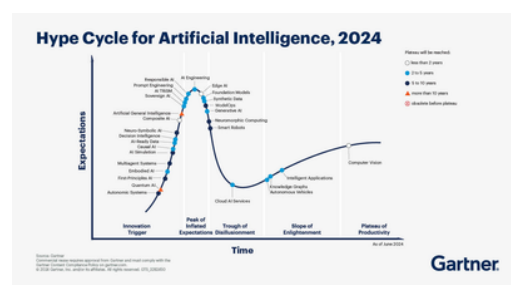 Hype Cycle for Artificial Intelligence, 2024
Plateau will be reached:
less than 2 years
2 to 5 years
5 to 10 years
more than 10 years
obsolete before plateau
AI Engineering
Responsible AI
Edge AI
Prompt Engineering
Foundation Models
AI TRiSM
Synthetic Data
Sovereign AI
ModelOps
Generative AI
Artificial General Intelligence
Composite AI
Neuromorphic Computing
Smart Robots
Neuro-Symbolic AI
Decision Intelligence
AI-Ready Data
Causal AI
AI Simulation
Multiagent Systems
Embodied AI
First-Principles AI
Quantum AI
Autonomic Systems
Computer Vision
Intelligent Applications
Knowledge Graphs
Autonomous Vehicles
Cloud AI Services
Expectations
Innovation
Trigger
Peak of
Inflated
Expectations
Trough of
Disillusionment
Slope of
Enlightenment
Plateau of
Productivity
Time
As of June 2024
Source: Gartner
Gartner.